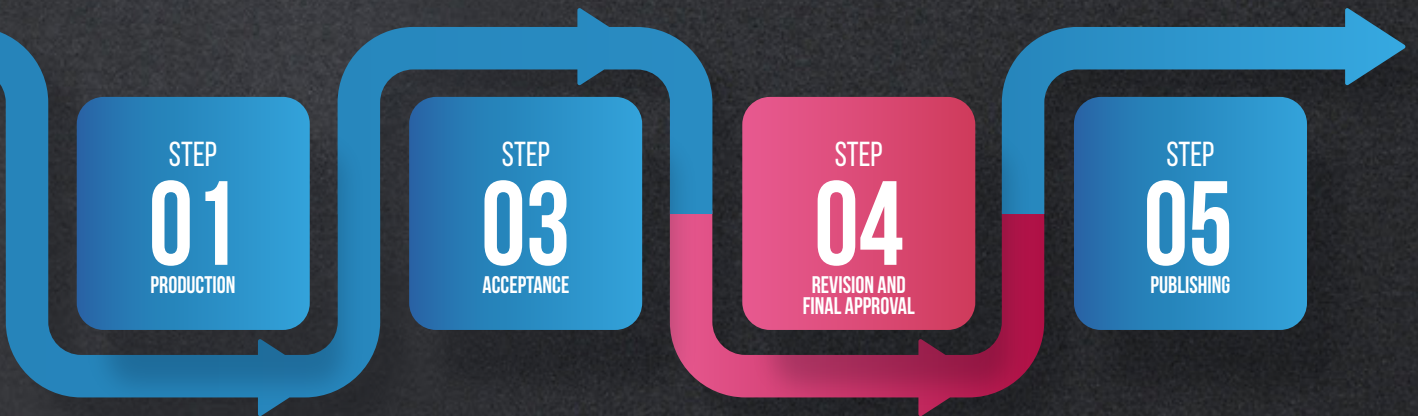 STEP
01
PRODUCTION
STEP
03
ACCEPTANCE
STEP
04
REVISION AND
FINAL APPROVAL
STEP
05
PUBLISHING